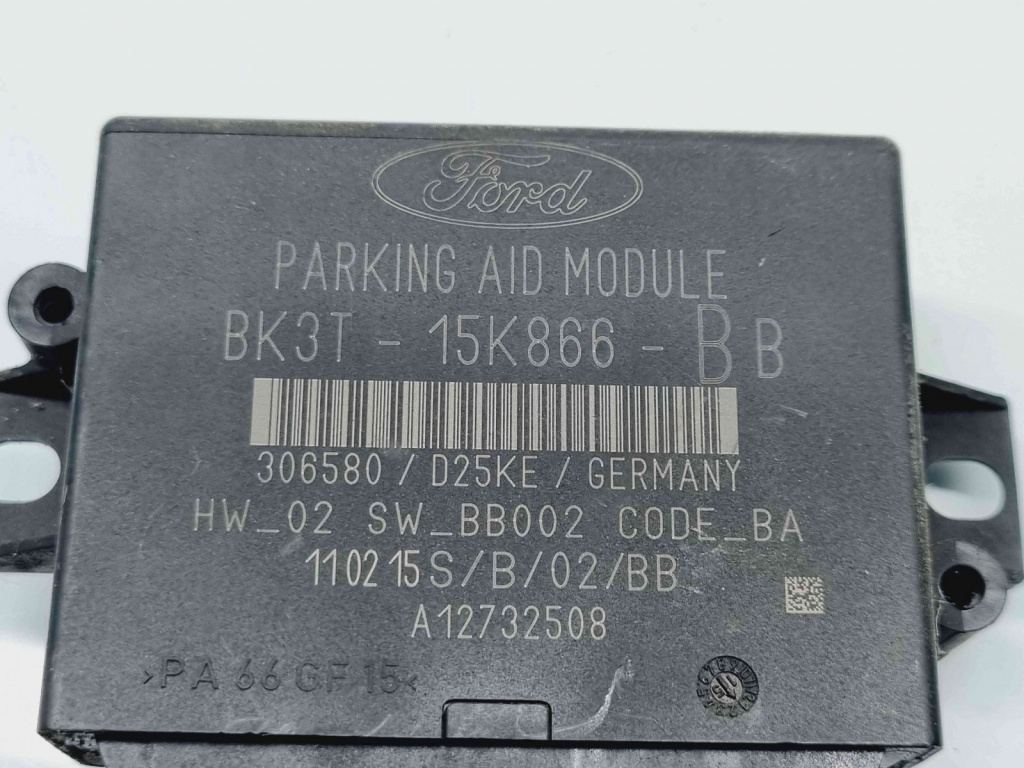 Ford
PARKING AID MODULE
BK3T - 15K866 - BB
306580 / D25KE / GERMANY
HW_02 SW_BB002 CODE_BA
110215S/B/02/BB
A12732508
>PA 66 GF 15<